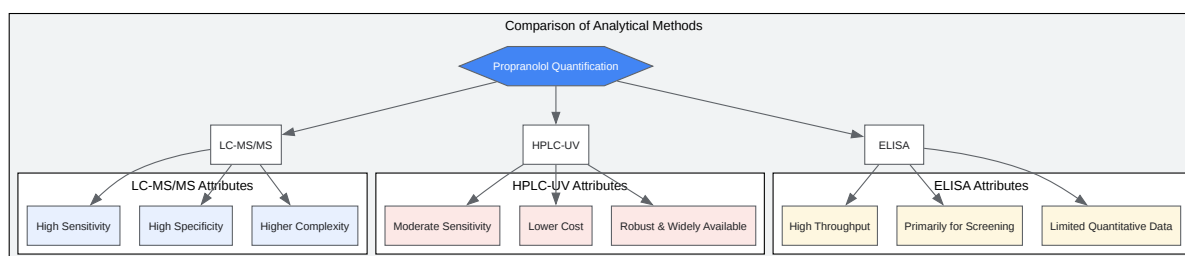 Comparison of Analytical Methods
Propranolol Quantification
LC-MS/MS
HPLC-UV
ELISA
LC-MS/MS Attributes
HPLC-UV Attributes
ELISA Attributes
High Sensitivity
High Specificity
Higher Complexity
Moderate Sensitivity
Lower Cost
Robust & Widely Available
High Throughput
Primarily for Screening
Limited Quantitative Data